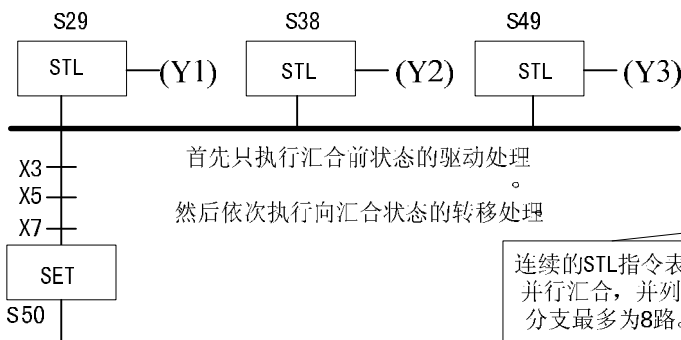 S29 S38 S49
STL (Y1) STL (Y2) STL (Y3)
首先只执行汇合前状态的驱动处理。
X3
X5
然后依次执行向汇合状态的转移处理。
X7
SET
S50
连续的STL指令表
并行汇合，并列
分支最多为8路。